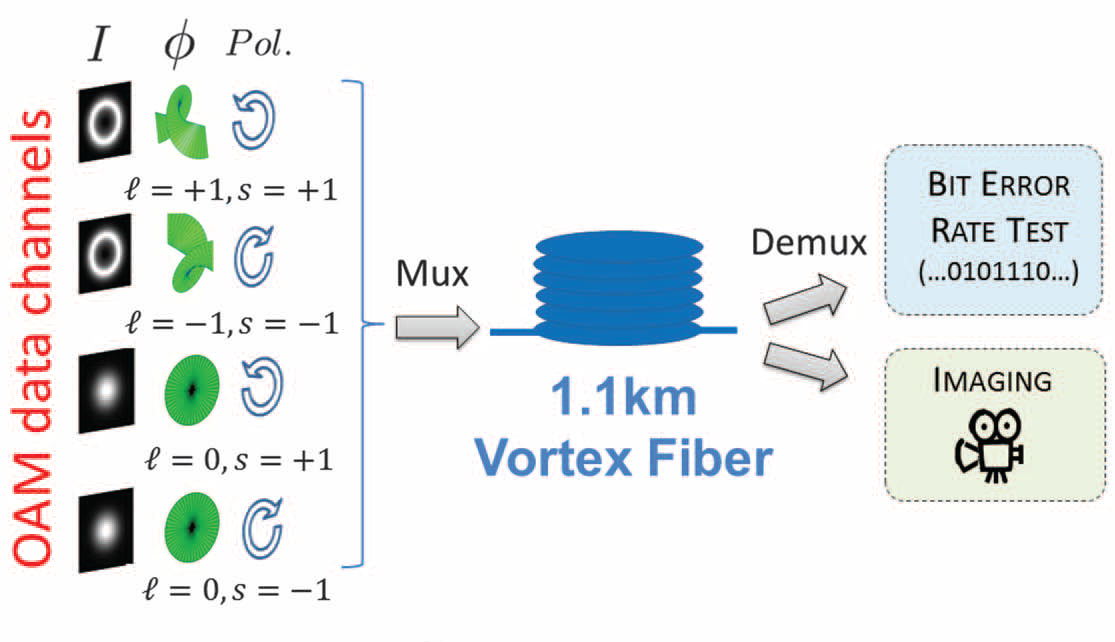 I ϕ Pol.
OAM data channels
ℓ = +1, s = +1
ℓ = −1, s = −1
ℓ = 0, s = +1
ℓ = 0, s = −1
Mux
1.1km
Vortex Fiber
Demux
BIT ERROR
RATE TEST
(...0101110...)
IMAGING